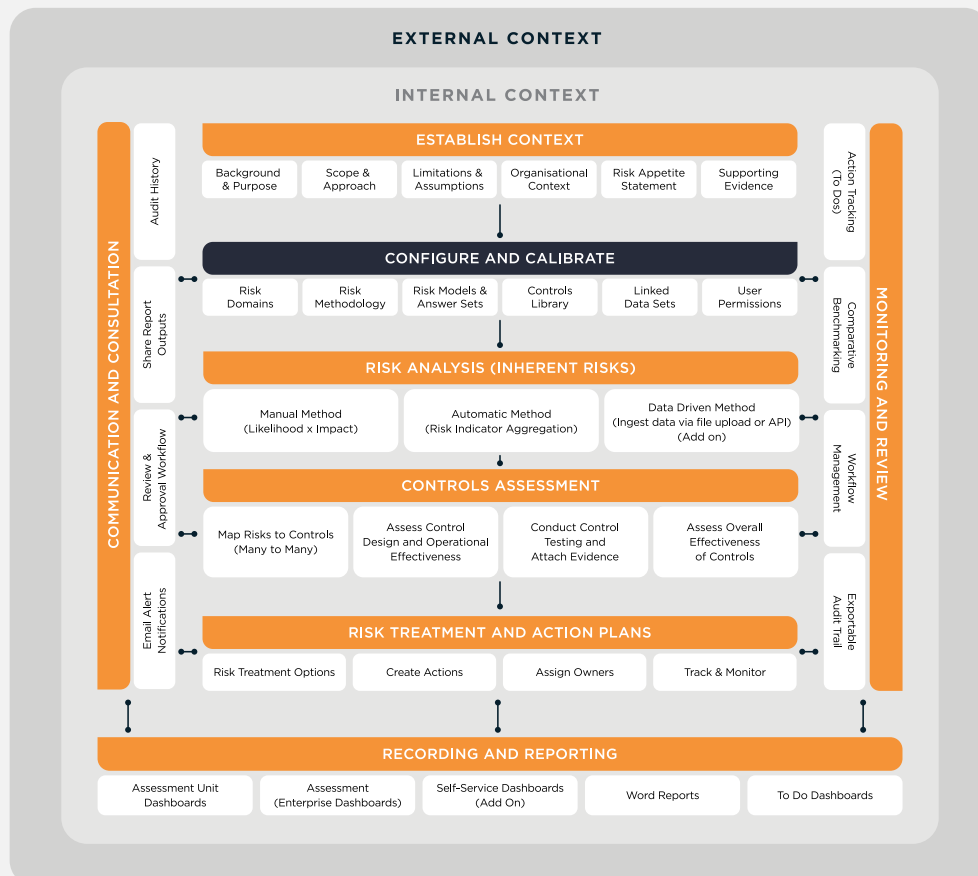 EXTERNAL CONTEXT
INTERNAL CONTEXT
COMMUNICATION AND CONSULTATION
Audit History
Share Report
Outputs
Review &
Approval Workflow
Email Alert
Notifications
ESTABLISH CONTEXT
Background
& Purpose
Scope &
Approach
Limitations &
Assumptions
Organisational
Context
Risk Appetite
Statement
Supporting
Evidence
CONFIGURE AND CALIBRATE
Risk
Domains
Risk
Methodology
Risk Models &
Answer Sets
Controls
Library
Linked
Data Sets
User
Permissions
RISK ANALYSIS (INHERENT RISKS)
Manual Method
(Likelihood x Impact)
Automatic Method
(Risk Indicator Aggregation)
Data Driven Method
(Ingest data via file upload or API)
(Add on)
CONTROLS ASSESSMENT
Map Risks to Controls
(Many to Many)
Assess Control
Design and Operational
Effectiveness
Conduct Control
Testing and
Attach Evidence
Assess Overall
Effectiveness
of Controls
RISK TREATMENT AND ACTION PLANS
Risk Treatment Options
Create Actions
Assign Owners
Track & Monitor
Action Tracking
(To Dos)
Comparative
Benchmarking
Workflow
Management
Exportable
Audit Trail
MONITORING AND REVIEW
RECORDING AND REPORTING
Assessment Unit
Dashboards
Assessment
(Enterprise Dashboards)
Self-Service Dashboards
(Add On)
Word Reports
To Do Dashboards